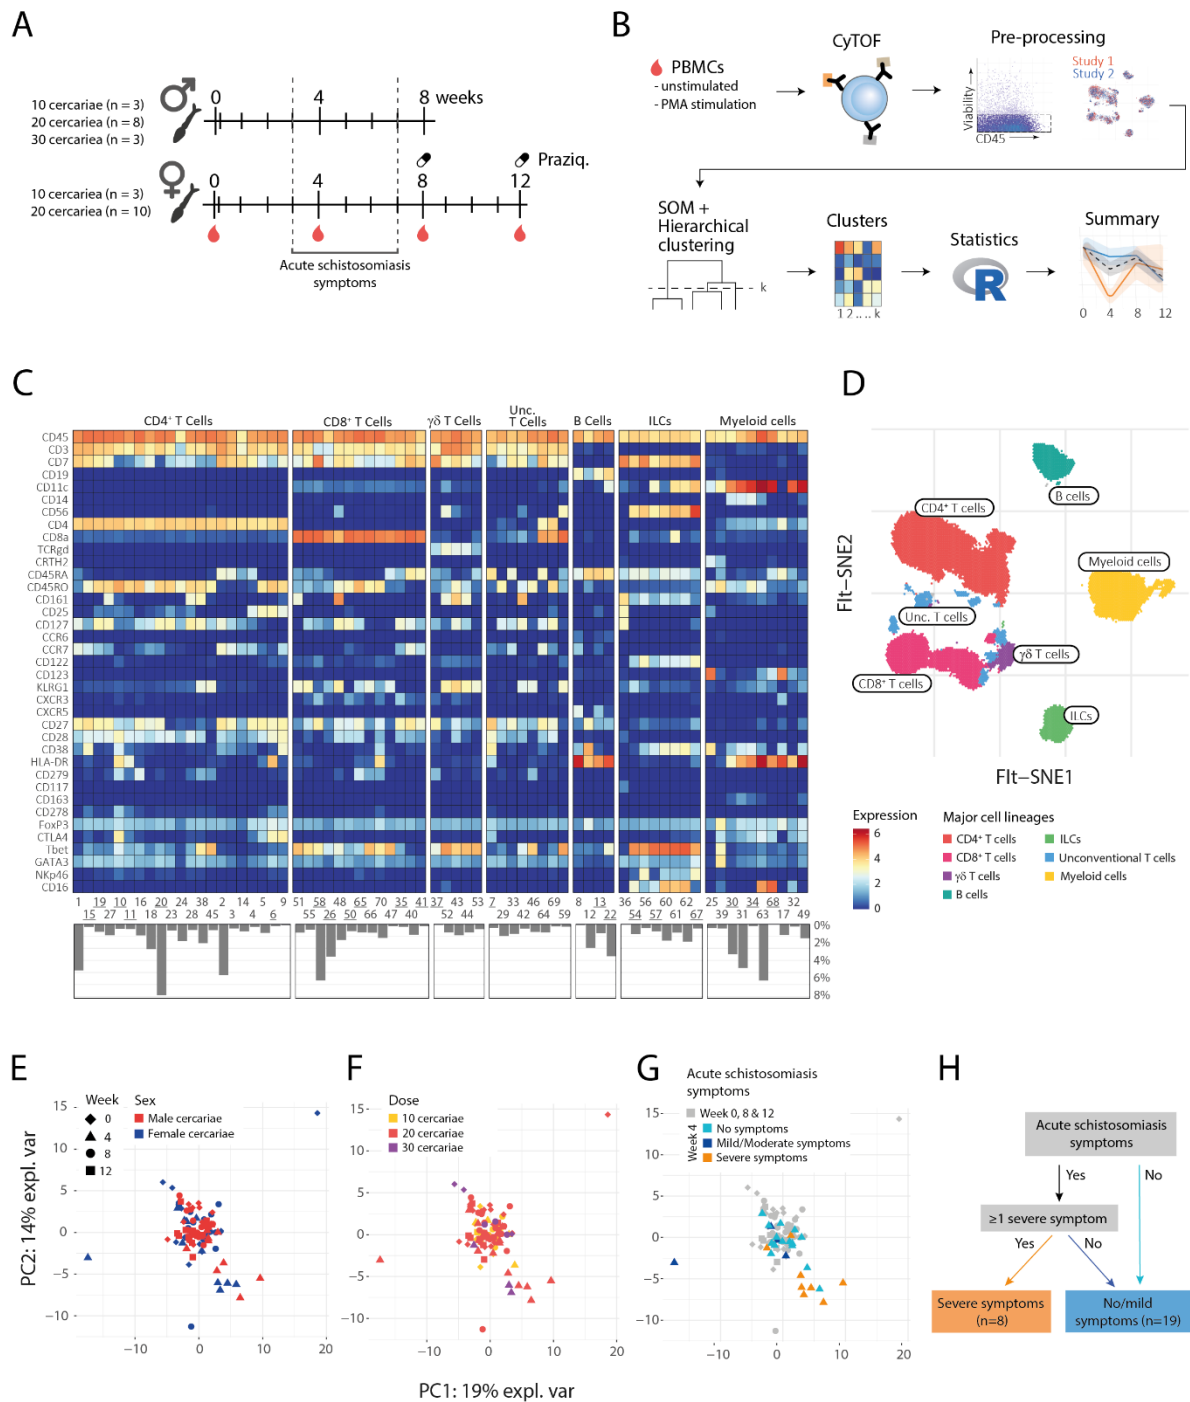 A
10 cercariae (n = 3)
20 cercariea (n = 8)
30 cercariea (n = 3)
0
4
8 weeks
Praziq.
10 cercariea (n = 3)
20 cercariea (n = 10)
0
4
8
12
Acute schistosomiasis
symptoms
B
PBMCs
- unstimulated
- PMA stimulation
CyTOF
Pre-processing
Study 1
Study 2
Viability
CD45
SOM +
Hierarchical
clustering
k
Clusters
1 2 .. .. k
Statistics
R
Summary
0 4 8 12
C
CD4⁺ T Cells
CD8⁺ T Cells
γδ T Cells
Unc.
T Cells
B Cells
ILCs
Myeloid cells
CD45
CD3
CD7
CD19
CD11c
CD14
CD56
CD4
CD8a
TCRgd
CRTH2
CD45RA
CD45RO
CD161
CD25
CD127
CCR6
CCR7
CD122
CD123
KLRG1
CXCR3
CXCR5
CD27
CD28
CD38
HLA-DR
CD279
CD117
CD163
CD278
FoxP3
CTLA4
Tbet
GATA3
NKp46
CD16
1 19 10 16 20 24 38 2 14 5 9 51 58 48 65 70 35 41 37 43 53 7 33 46 69 8 13 36 56 60 62 25 30 34 68 32
15 27 11 18 23 28 45 3 4 6 55 26 50 66 47 40 52 44 29 42 64 59 12 22 54 57 61 67 39 31 63 17 49
0%
2%
4%
6%
8%
D
B cells
CD4⁺ T cells
Myeloid cells
Unc. T cells
γδ T cells
CD8⁺ T cells
ILCs
FIt–SNE2
FIt–SNE1
Expression
6
4
2
0
Major cell lineages
CD4⁺ T cells
CD8⁺ T cells
γδ T cells
B cells
ILCs
Unconventional T cells
Myeloid cells
E
Week
0
4
8
12
Sex
Male cercariae
Female cercariae
15
10
5
0
−5
−10
−10 0 10 20
PC2: 14% expl. var
F
Dose
10 cercariae
20 cercariae
30 cercariae
15
10
5
0
−5
−10
−10 0 10 20
PC1: 19% expl. var
G
Acute schistosomiasis
symptoms
Week 0, 8 & 12
Week 4
No symptoms
Mild/Moderate symptoms
Severe symptoms
15
10
5
0
−5
−10
−10 0 10 20
H
Acute schistosomiasis
symptoms
Yes
No
≥1 severe symptom
Yes
No
Severe symptoms
(n=8)
No/mild
symptoms (n=19)